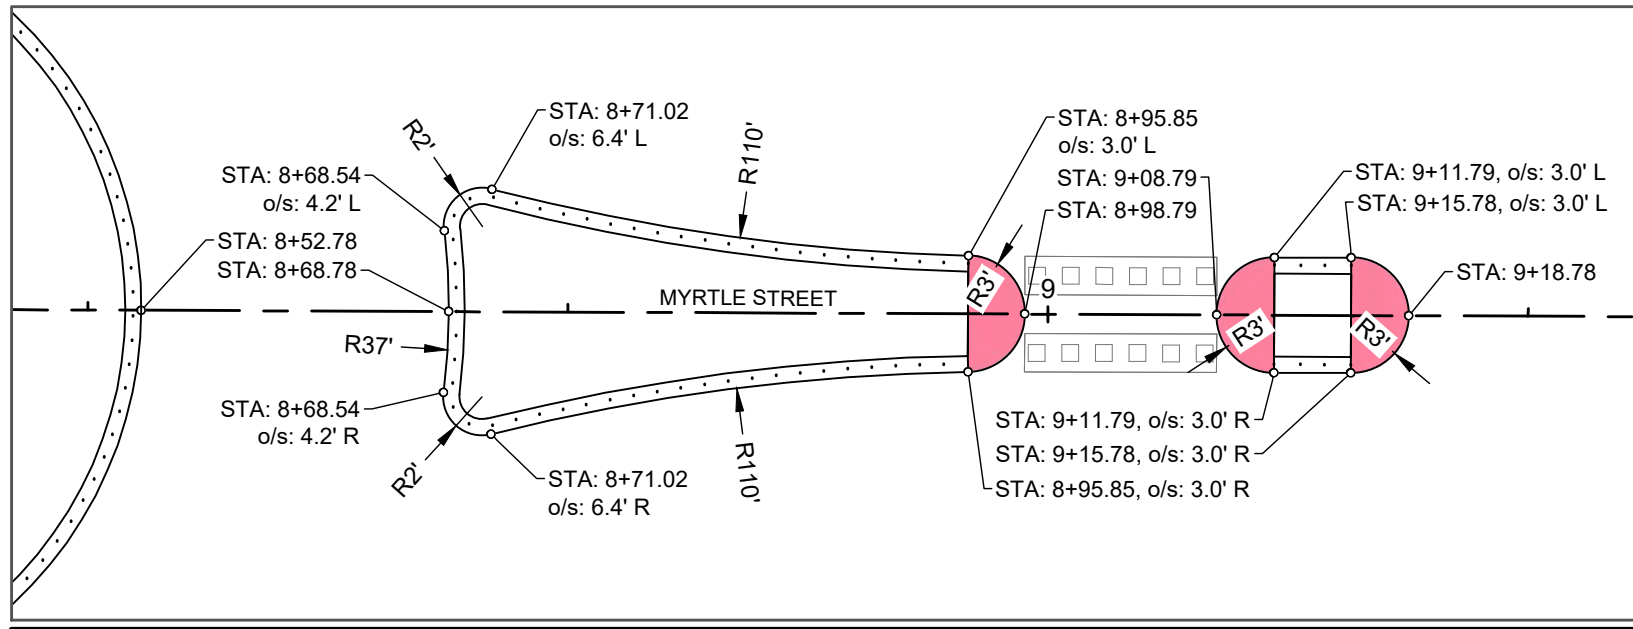 STA: 8+71.02
o/s: 6.4' L
R2'
R110'
STA: 8+95.85
o/s: 3.0' L
STA: 8+68.54
o/s: 4.2' L
STA: 9+08.79
STA: 8+98.79
STA: 9+11.79, o/s: 3.0' L
STA: 9+15.78, o/s: 3.0' L
STA: 8+52.78
STA: 8+68.78
STA: 9+18.78
MYRTLE STREET
R3'
9
R3'
R3'
R37'
STA: 8+68.54
o/s: 4.2' R
R2'
STA: 8+71.02
o/s: 6.4' R
R110'
STA: 9+11.79, o/s: 3.0' R
STA: 9+15.78, o/s: 3.0' R
STA: 8+95.85, o/s: 3.0' R